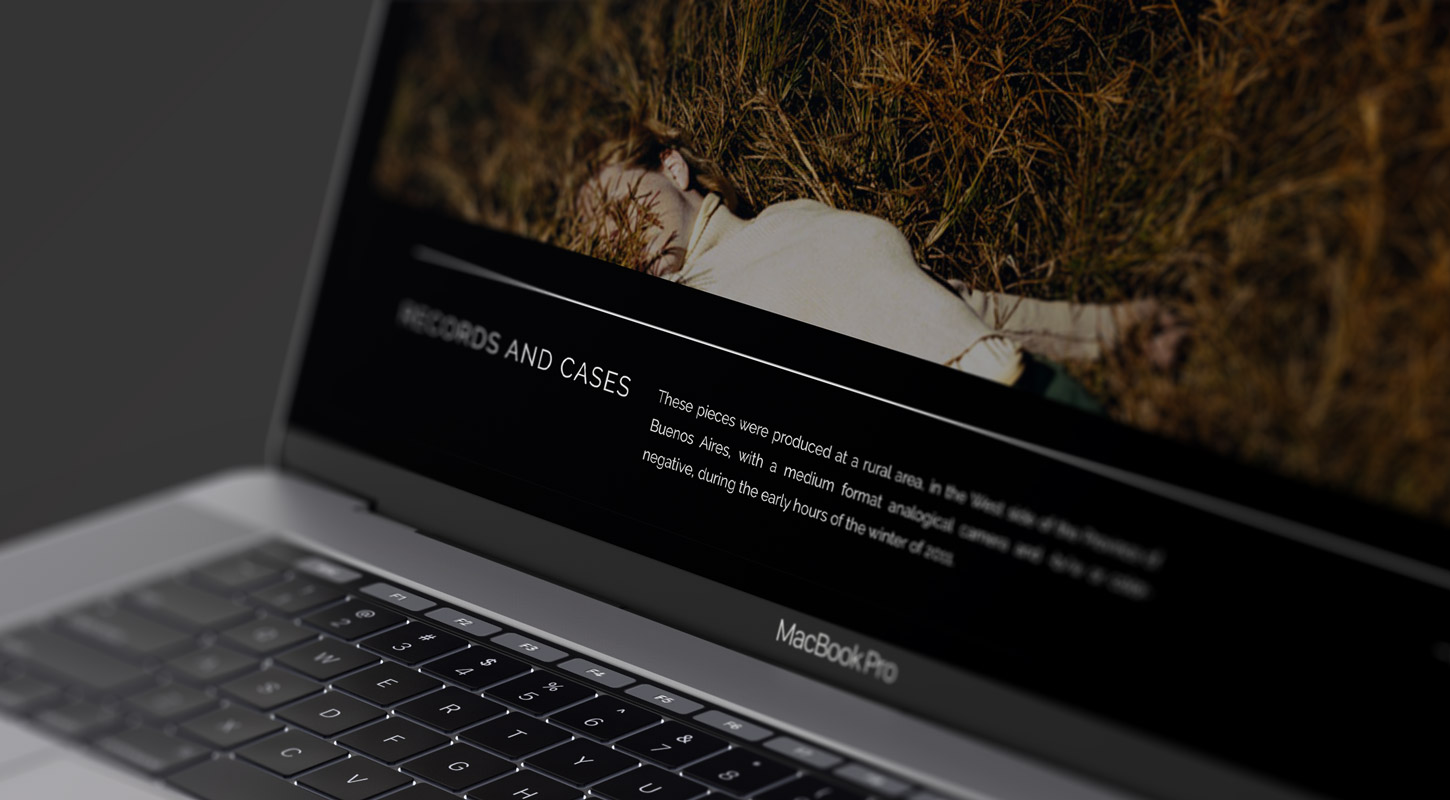 RECORDS AND CASES
These pieces were produced at a rural area, in the West side of the Province of
Buenos Aires, with a medium format analogical camera and
negative, during the early hours of the winter of
MacBook Pro
F1 F2 F3 F4 F5 F6
@ # $ % ^ & *
2 3 4 5 6 7 8
W E R T Y U
S D F G H
X C V